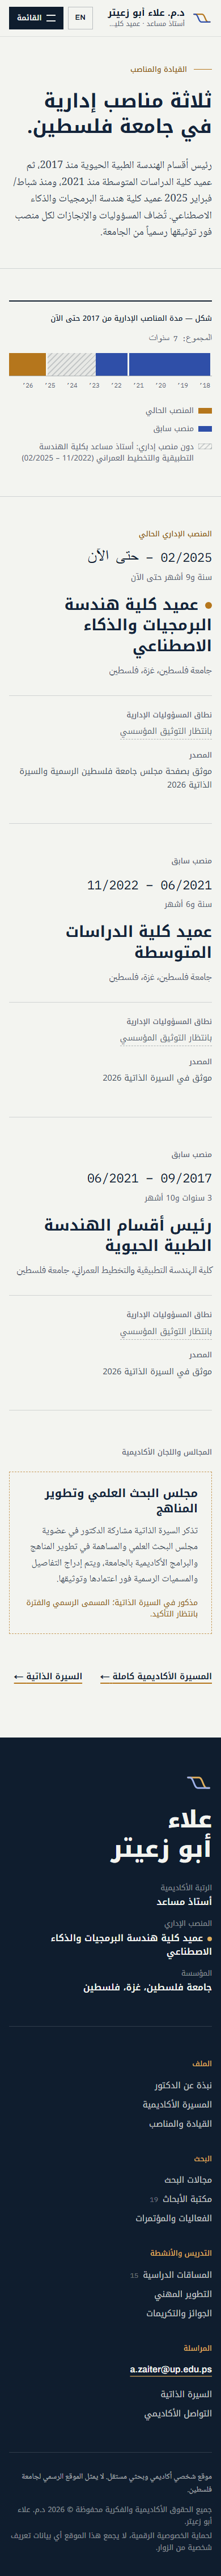 د.م. علاء أبو زعيتر
أستاذ مساعد · عميد كلي...
EN
القائمة
القيادة والمناصب
ثلاثة مناصب إدارية
في جامعة فلسطين.
رئيس أقسام الهندسة الطبية الحيوية منذ 2017، ثم
عميد كلية الدراسات المتوسطة منذ 2021، ومنذ شباط/
فبراير 2025 عميد كلية هندسة البرمجيات والذكاء
الاصطناعي. تُضاف المسؤوليات والإنجازات لكل منصب
فور توثيقها رسمياً من الجامعة.
شكل — مدة المناصب الإدارية من 2017 حتى الآن
المجموع: 7 سنوات
'18 '19 '20 '21 '22 '23 '24 '25 '26
المنصب الحالي
منصب سابق
دون منصب إداري: أستاذ مساعد بكلية الهندسة
التطبيقية والتخطيط العمراني (11/2022 – 02/2025)
المنصب الإداري الحالي
02/2025 – حتى الآن
سنة و9 أشهر حتى الآن
عميد كلية هندسة
البرمجيات والذكاء
الاصطناعي
جامعة فلسطين، غزة، فلسطين
نطاق المسؤوليات الإدارية
بانتظار التوثيق المؤسسي
المصدر
موثق بصفحة مجلس جامعة فلسطين الرسمية والسيرة
الذاتية 2026
منصب سابق
06/2021 – 11/2022
سنة و6 أشهر
عميد كلية الدراسات
المتوسطة
جامعة فلسطين، غزة، فلسطين
نطاق المسؤوليات الإدارية
بانتظار التوثيق المؤسسي
المصدر
موثق في السيرة الذاتية 2026
منصب سابق
09/2017 – 06/2021
3 سنوات و10 أشهر
رئيس أقسام الهندسة
الطبية الحيوية
كلية الهندسة التطبيقية والتخطيط العمراني، جامعة فلسطين
نطاق المسؤوليات الإدارية
بانتظار التوثيق المؤسسي
المصدر
موثق في السيرة الذاتية 2026
المجالس واللجان الأكاديمية
مجلس البحث العلمي وتطوير
المناهج
تذكر السيرة الذاتية مشاركة الدكتور في عضوية
مجلس البحث العلمي والمساهمة في تطوير المناهج
والبرامج الأكاديمية بالجامعة، ويتم إدراج التفاصيل
والمسميات الرسمية فور اعتمادها وتوثيقها.
مذكور في السيرة الذاتية؛ المسمى الرسمي والفترة
بانتظار التأكيد.
المسيرة الأكاديمية كاملة ←
السيرة الذاتية ←
علاء
أبو زعيتر
الرتبة الأكاديمية
أستاذ مساعد
المنصب الإداري
عميد كلية هندسة البرمجيات والذكاء
الاصطناعي
المؤسسة
جامعة فلسطين، غزة، فلسطين
الملف
نبذة عن الدكتور
المسيرة الأكاديمية
القيادة والمناصب
البحث
مجالات البحث
مكتبة الأبحاث 19
الفعاليات والمؤتمرات
التدريس والأنشطة
المساقات الدراسية 15
التطوير المهني
الجوائز والتكريمات
المراسلة
a.zaiter@up.edu.ps
السيرة الذاتية
التواصل الأكاديمي
موقع شخصي أكاديمي وبحثي مستقل. لا يمثل الموقع الرسمي لجامعة
فلسطين.
جميع الحقوق الأكاديمية والفكرية محفوظة © 2026 د.م. علاء
أبو زعيتر.
لحماية الخصوصية الرقمية، لا يجمع هذا الموقع أي بيانات تعريف
شخصية من الزوار.